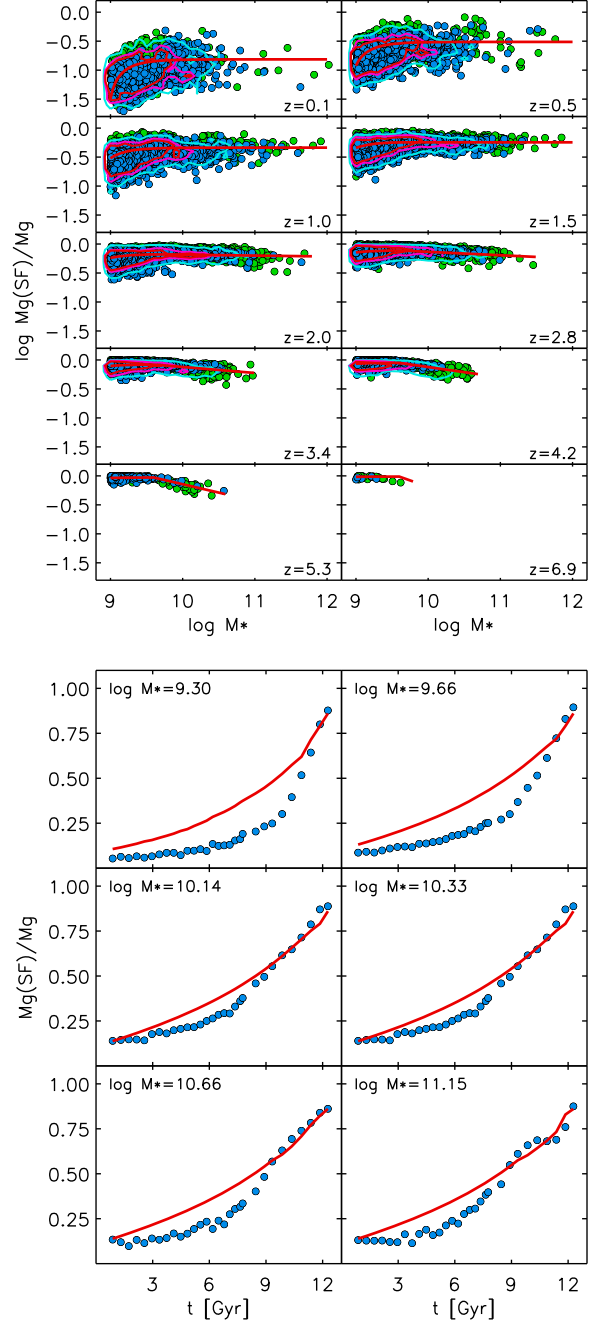 0.0
−0.5
−1.0
−1.5
z=0.1
z=0.5
0.0
−0.5
−1.0
−1.5
z=1.0
z=1.5
0.0
−0.5
−1.0
−1.5
z=2.0
z=2.8
0.0
−0.5
−1.0
−1.5
z=3.4
z=4.2
0.0
−0.5
−1.0
−1.5
z=5.3
z=6.9
log Mg(SF)/Mg
9 10 11 12 9 10 11 12
log M* log M*
1.00
0.75
0.50
0.25
log M*=9.30
log M*=9.66
1.00
0.75
0.50
0.25
log M*=10.14
log M*=10.33
1.00
0.75
0.50
0.25
log M*=10.66
log M*=11.15
Mg(SF)/Mg
3 6 9 12 3 6 9 12
t [Gyr] t [Gyr]